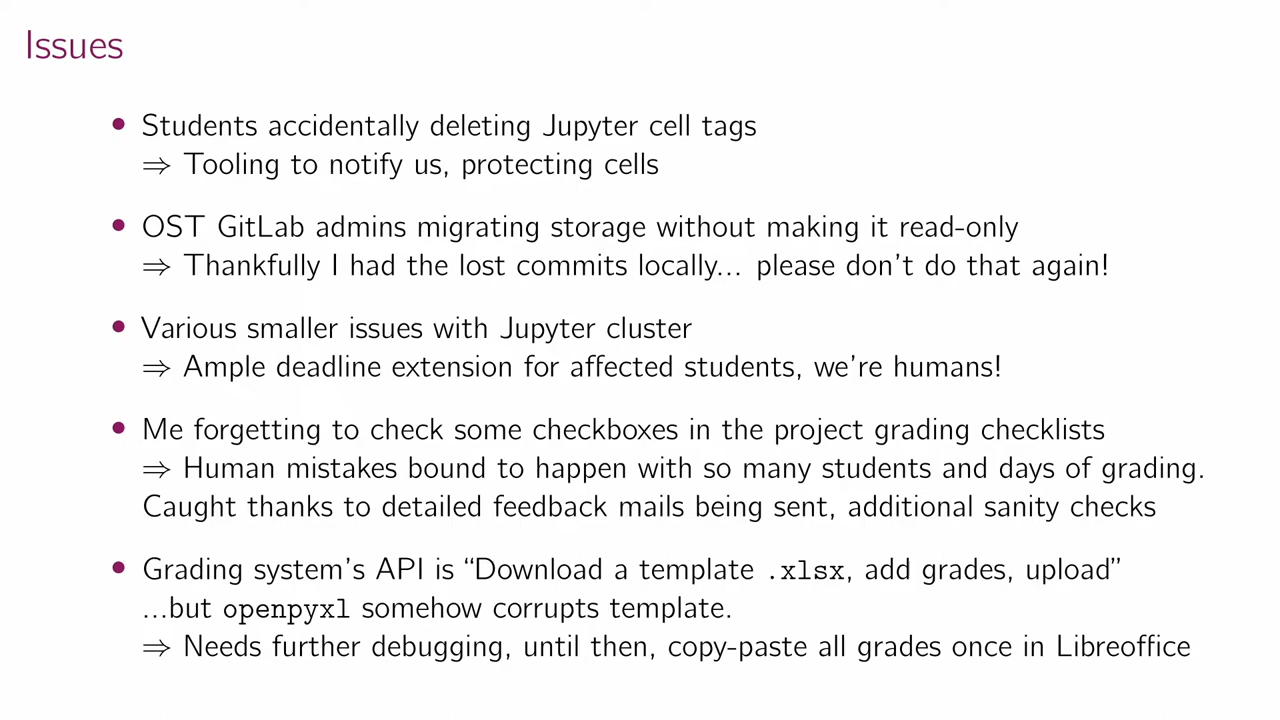 Issues
• Students accidentally deleting Jupyter cell tags
⇒ Tooling to notify us, protecting cells
• OST GitLab admins migrating storage without making it read-only
⇒ Thankfully I had the lost commits locally... please don't do that again!
• Various smaller issues with Jupyter cluster
⇒ Ample deadline extension for affected students, we're humans!
• Me forgetting to check some checkboxes in the project grading checklists
⇒ Human mistakes bound to happen with so many students and days of grading.
Caught thanks to detailed feedback mails being sent, additional sanity checks
• Grading system's API is “Download a template .xlsx, add grades, upload”
...but openpyxl somehow corrupts template.
⇒ Needs further debugging, until then, copy-paste all grades once in Libreoffice